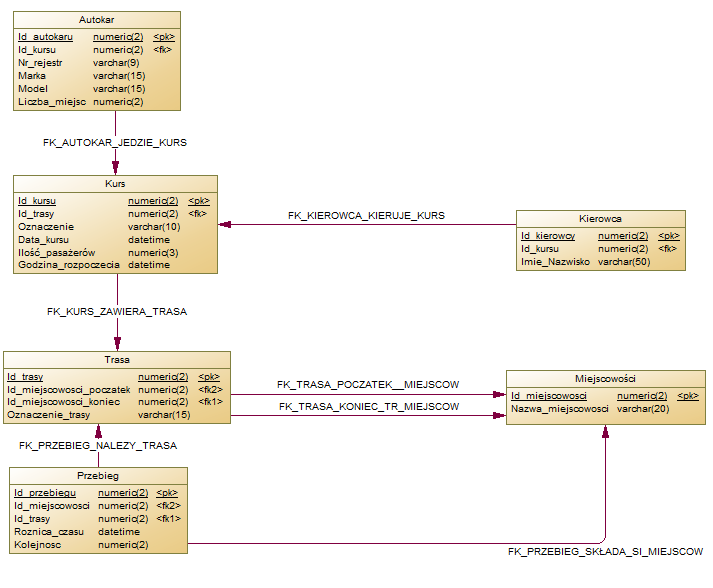 Autokar
Id_autokaru numeric(2) <pk>
Id_kursu numeric(2) <fk>
Nr_rejestr varchar(9)
Marka varchar(15)
Model varchar(15)
Liczba_miejsc numeric(2)
FK_AUTOKAR_JEDZIE_KURS
Kurs
Id_kursu numeric(2) <pk>
Id_trasy numeric(2) <fk>
Oznaczenie varchar(10)
Data_kursu datetime
Ilość_pasażerów numeric(3)
Godzina_rozpoczecia datetime
FK_KIEROWCA_KIERUJE_KURS
Kierowca
Id_kierowcy numeric(2) <pk>
Id_kursu numeric(2) <fk>
Imie_Nazwisko varchar(50)
FK_KURS_ZAWIERA_TRASA
Trasa
Id_trasy numeric(2) <pk>
Id_miejscowosci_poczatek numeric(2) <fk2>
Id_miejscowosci_koniec numeric(2) <fk1>
Oznaczenie_trasy varchar(15)
FK_TRASA_POCZATEK__MIEJSCOW
FK_TRASA_KONIEC_TR_MIEJSCOW
Miejscowości
Id_miejscowosci numeric(2) <pk>
Nazwa_miejscowosci varchar(20)
FK_PRZEBIEG_NALEZY_TRASA
Przebieg
Id_przebiegu numeric(2) <pk>
Id_miejscowosci numeric(2) <fk2>
Id_trasy numeric(2) <fk1>
Roznica_czasu datetime
Kolejnosc numeric(2)
FK_PRZEBIEG_SKŁADA_SI_MIEJSCOW